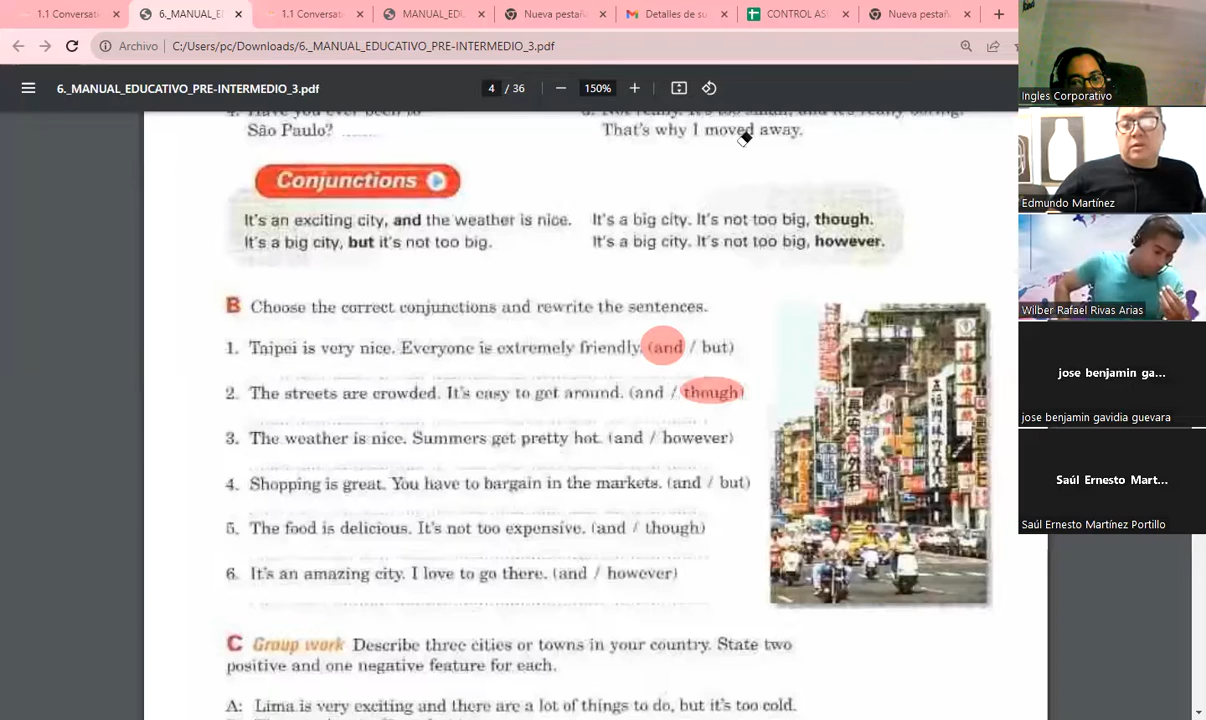 1.1 Conversati
6._MANUAL_E
1.1 Conversati
MANUAL_EDU
Nueva pestañ
Detalles de su
CONTROL ASI
Nueva pestañ
Archivo
C:/Users/pc/Downloads/6._MANUAL_EDUCATIVO_PRE-INTERMEDIO_3.pdf
6._MANUAL_EDUCATIVO_PRE-INTERMEDIO_3.pdf
4 / 36
150%
São Paulo?
That's why I moved away.
Conjunctions
It's an exciting city, and the weather is nice.
It's a big city, but it's not too big.
It's a big city. It's not too big, though.
It's a big city. It's not too big, however.
B Choose the correct conjunctions and rewrite the sentences.
1. Taipei is very nice. Everyone is extremely friendly. (and / but)
2. The streets are crowded. It's easy to get around. (and / though)
3. The weather is nice. Summers get pretty hot. (and / however)
4. Shopping is great. You have to bargain in the markets. (and / but)
5. The food is delicious. It's not too expensive. (and / though)
6. It's an amazing city. I love to go there. (and / however)
C Group work Describe three cities or towns in your country. State two
positive and one negative feature for each.
A: Lima is very exciting and there are a lot of things to do, but it's too cold.
Ingles Corporativo
Edmundo Martínez
Wilber Rafael Rivas Arias
jose benjamin ga...
jose benjamin gavidia guevara
Saúl Ernesto Mart...
Saúl Ernesto Martínez Portillo